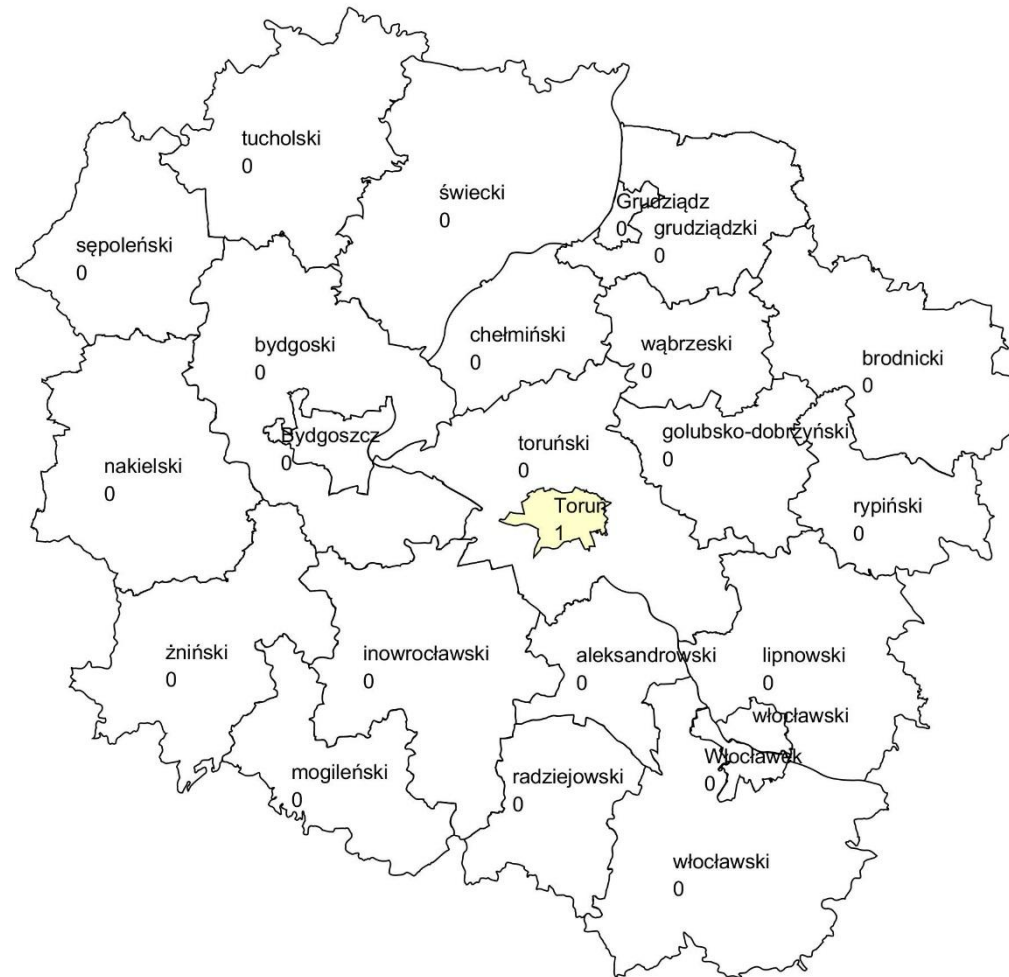 tucholski
0
świecki
0
Grudziądz
0
grudziądzki
0
sępoleński
0
bydgoski
0
chełmiński
0
wąbrzeski
0
brodnicki
0
Bydgoszcz
0
toruński
0
golubsko-dobrzyński
0
nakielski
0
Toruń
1
rypiński
0
żniński
0
inowrocławski
0
aleksandrowski
0
lipnowski
0
włocławski
mogileński
0
radziejowski
0
Włocławek
0
włocławski
0